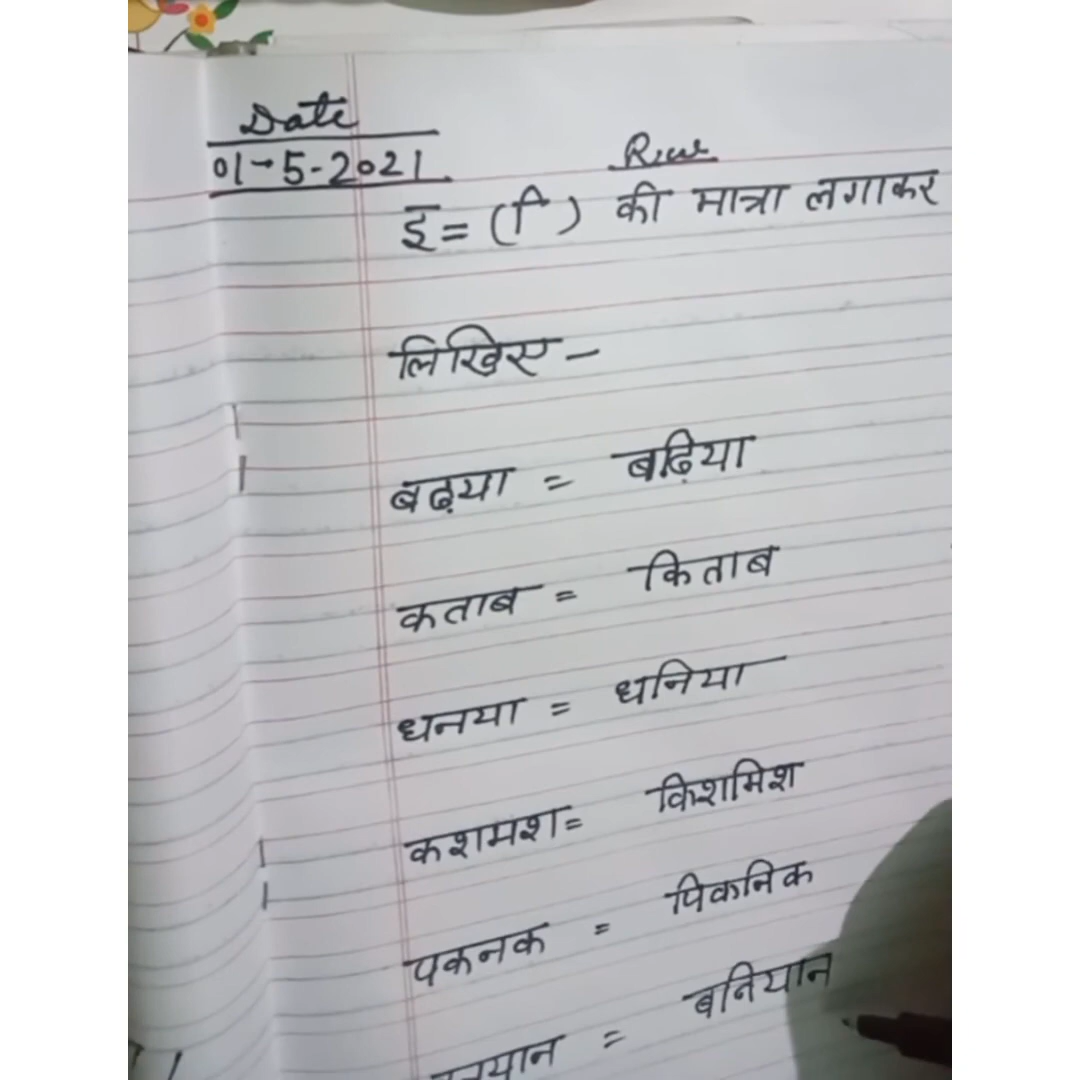 Date
01-5-2021
इ = (ि) की मात्रा लगाकर
लिखिए -
बढ़या = बढ़िया
कताब = किताब
धनया = धनिया
कशमश = किशमिश
पकनक = पिकनिक
= बनियान